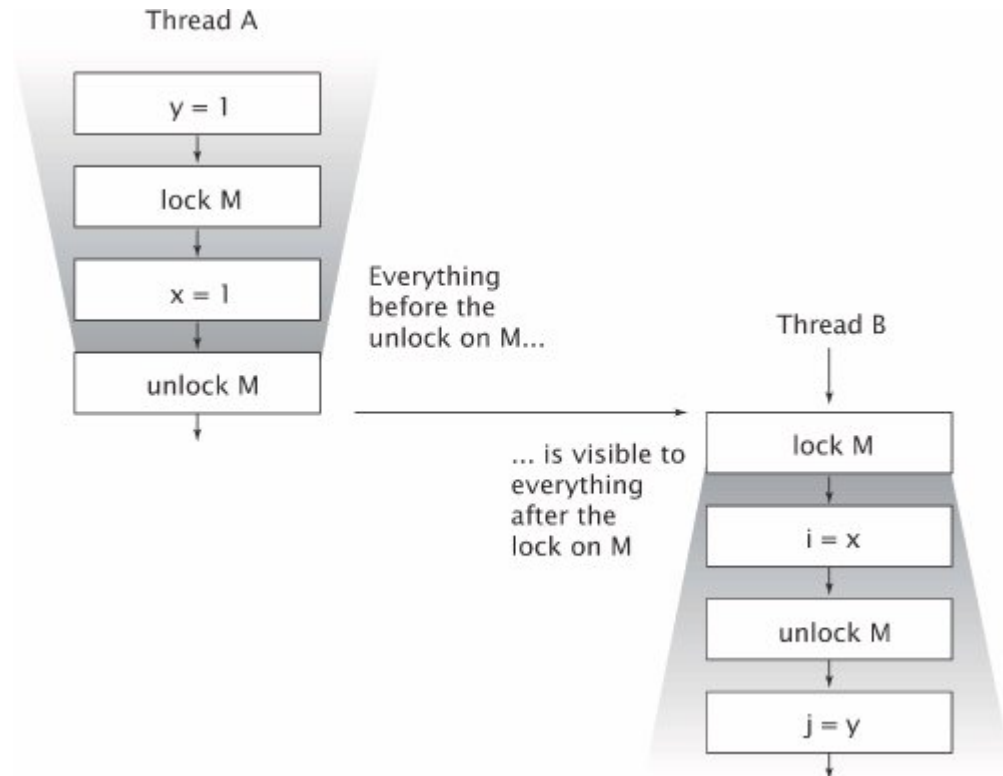 Thread A
y = 1
lock M
x = 1
unlock M
Everything
before the
unlock on M...
Thread B
... is visible to
everything
after the
lock on M
lock M
i = x
unlock M
j = y